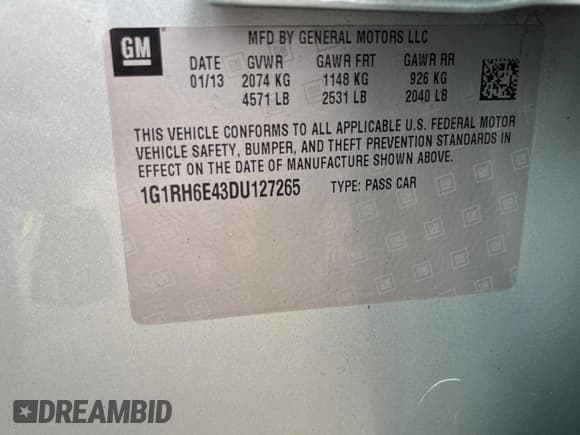 GM
MFD BY GENERAL MOTORS LLC
DATE GVWR GAWR FRT GAWR RR
01/13 2074 KG 1148 KG 926 KG
4571 LB 2531 LB 2040 LB
THIS VEHICLE CONFORMS TO ALL APPLICABLE U.S. FEDERAL MOTOR
VEHICLE SAFETY, BUMPER, AND THEFT PREVENTION STANDARDS IN
EFFECT ON THE DATE OF MANUFACTURE SHOWN ABOVE.
1G1RH6E43DU127265 TYPE: PASS CAR
DREAMBID